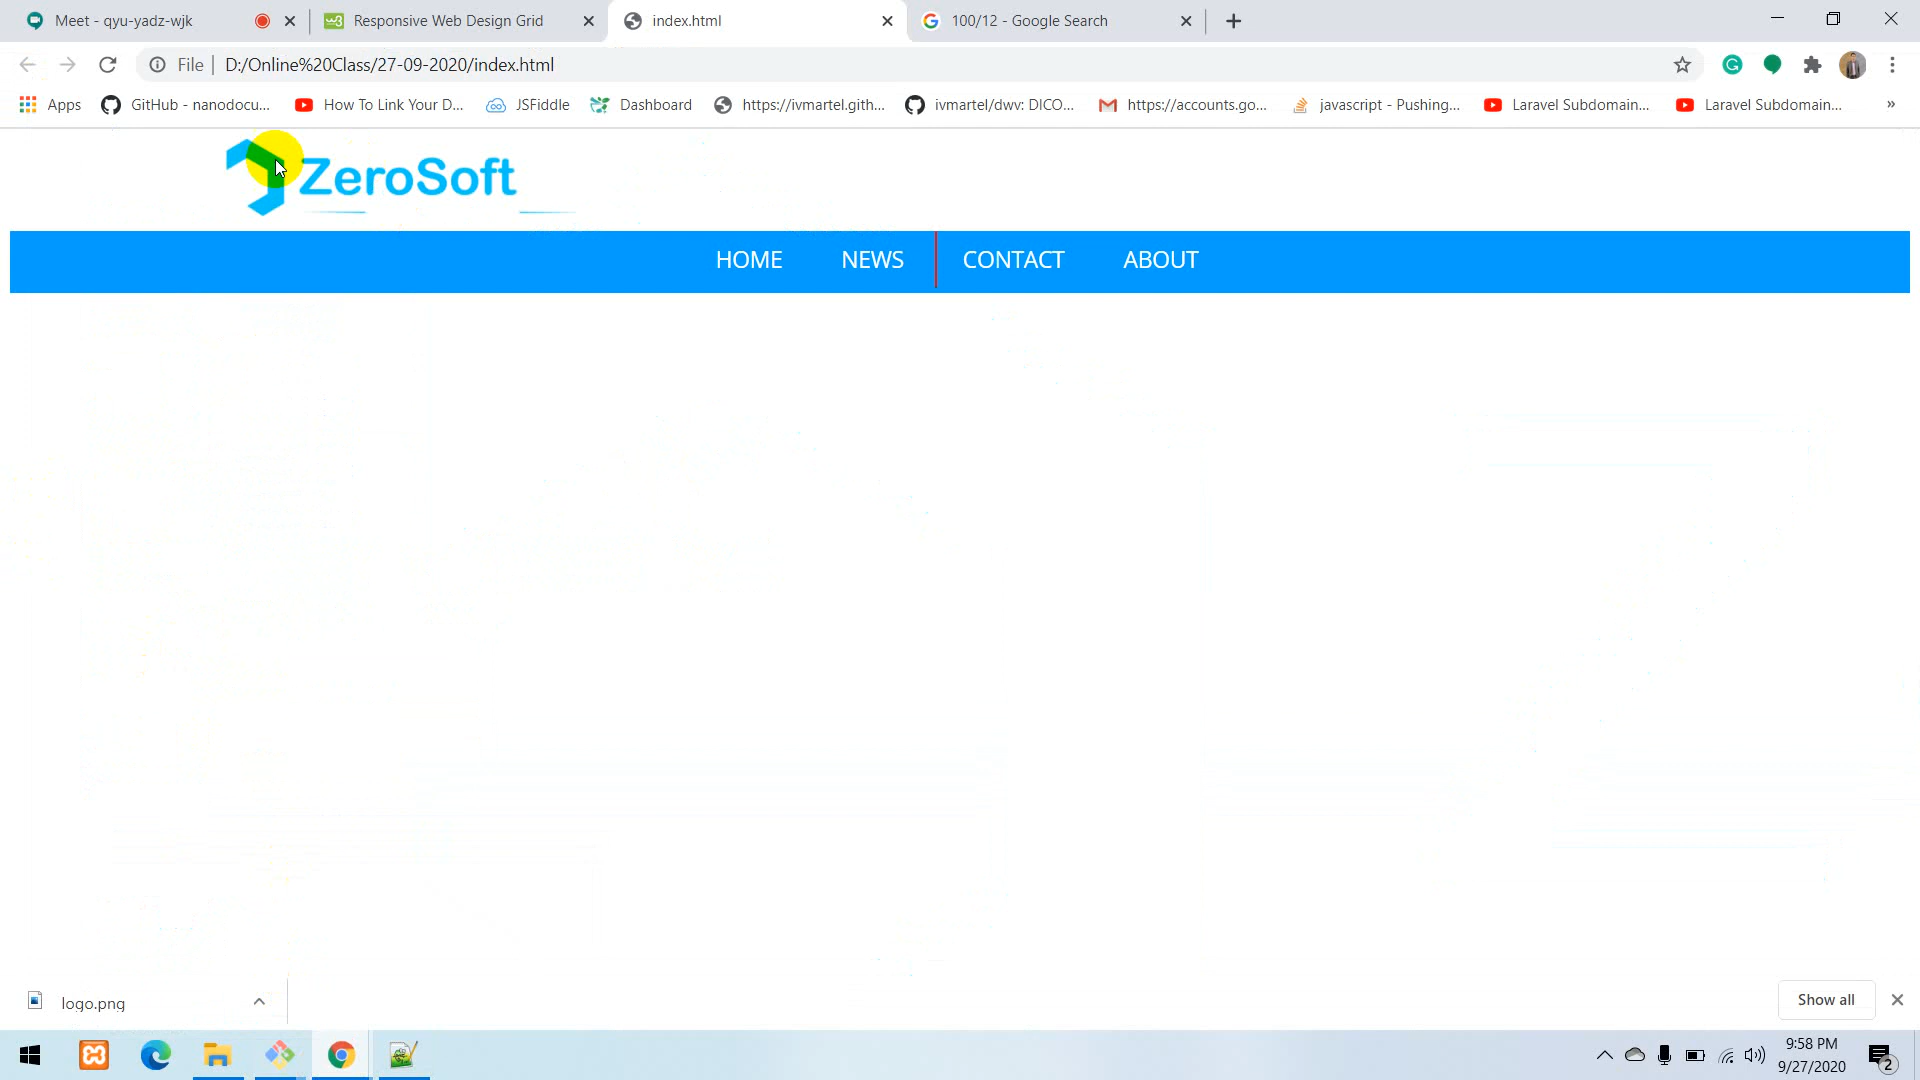 Meet - qyu-yadz-wjk
Responsive Web Design Grid
index.html
100/12 - Google Search
File
D:/Online%20Class/27-09-2020/index.html
Apps
GitHub - nanodocu...
How To Link Your D...
JSFiddle
Dashboard
https://ivmartel.gith...
ivmartel/dwv: DICO...
https://accounts.go...
javascript - Pushing...
Laravel Subdomain...
Laravel Subdomain...
»
ZeroSoft
HOME
NEWS
CONTACT
ABOUT
logo.png
Show all
9:58 PM
9/27/2020
2